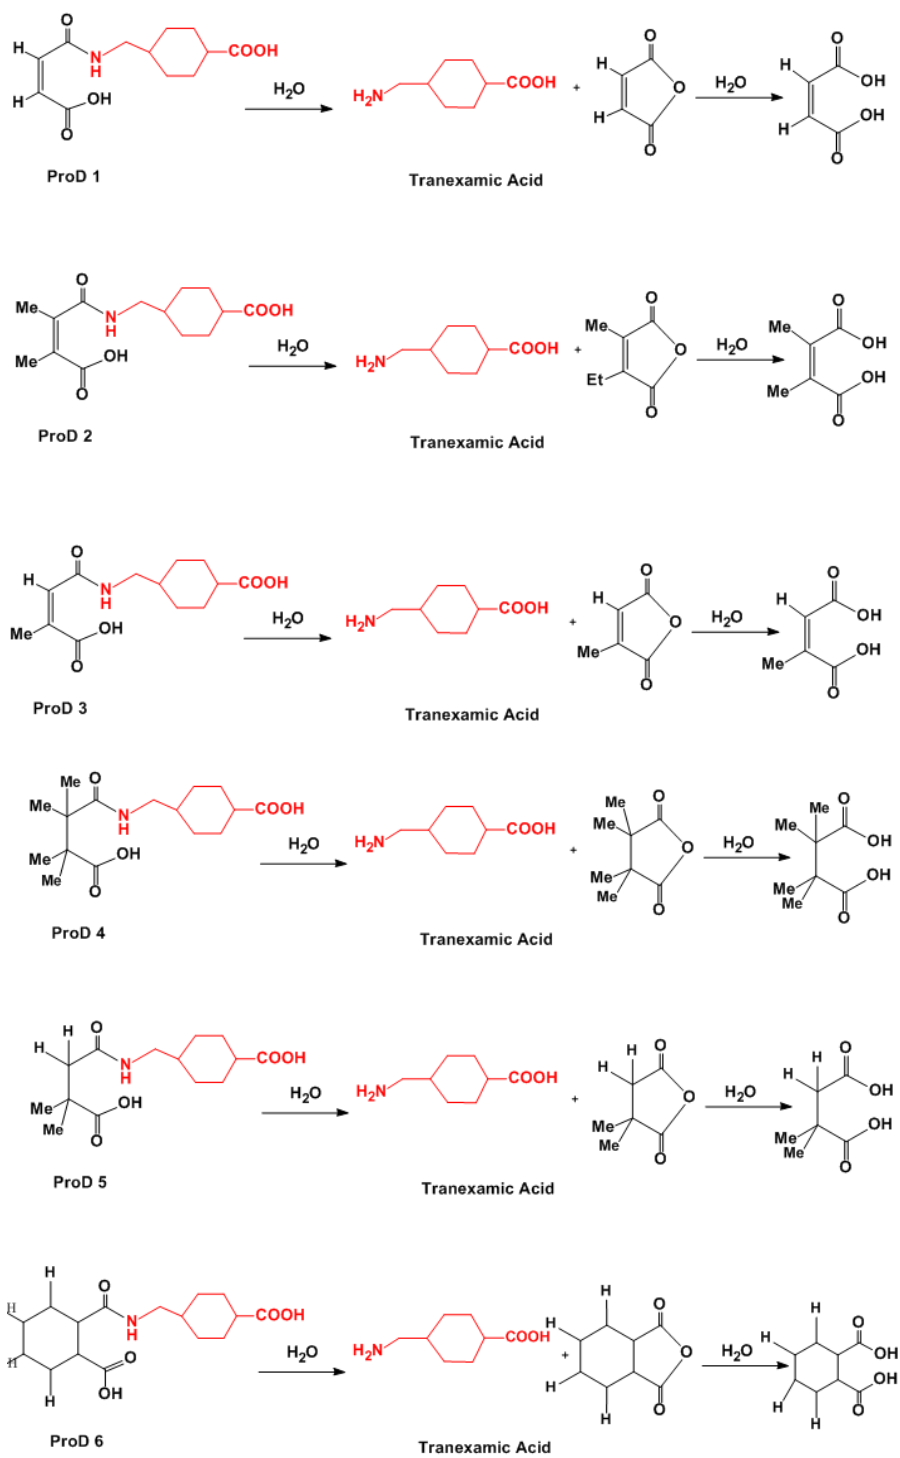 O
H
N
H
COOH
H
OH
O
H2O
H2N
COOH
+
O
H
H
O
O
H2O
O
H
OH
OH
H
O
ProD 1
Tranexamic Acid
O
Me
N
H
COOH
Me
OH
O
H2O
H2N
COOH
+
O
Me
Et
O
O
H2O
O
Me
OH
OH
Me
O
ProD 2
Tranexamic Acid
O
H
N
H
COOH
Me
OH
O
H2O
H2N
COOH
+
O
H
Me
O
O
H2O
O
H
OH
OH
Me
O
ProD 3
Tranexamic Acid
Me
O
Me
N
H
COOH
Me
Me
OH
O
H2O
H2N
COOH
+
Me
O
Me
Me
Me
O
O
H2O
Me
O
Me
OH
OH
Me
Me
O
ProD 4
Tranexamic Acid
H
O
H
N
H
COOH
Me
Me
OH
O
H2O
H2N
COOH
+
H
H
O
Me
Me
O
O
H2O
H
H
O
OH
OH
Me
Me
O
ProD 5
Tranexamic Acid
H
O
H
N
H
COOH
H
O
OH
H
H2O
H2N
COOH
+
H
O
H
H
H
O
O
H2O
H
H
O
OH
OH
O
H
H
ProD 6
Tranexamic Acid